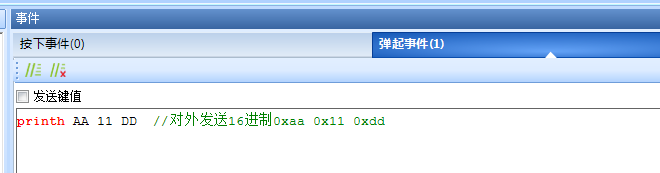 事件
按下事件(0)
弹起事件(1)
发送键值
printh AA 11 DD  //对外发送16进制0xaa 0x11 0xdd